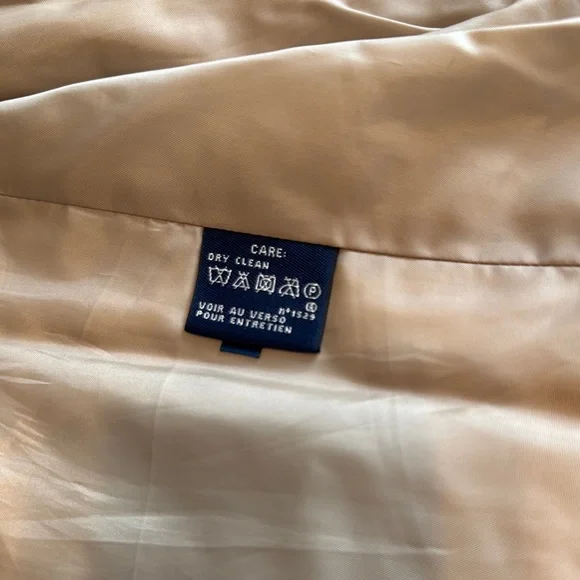 CARE:
DRY CLEAN
P
VOIR AU VERSO n°1529
POUR ENTRETIEN